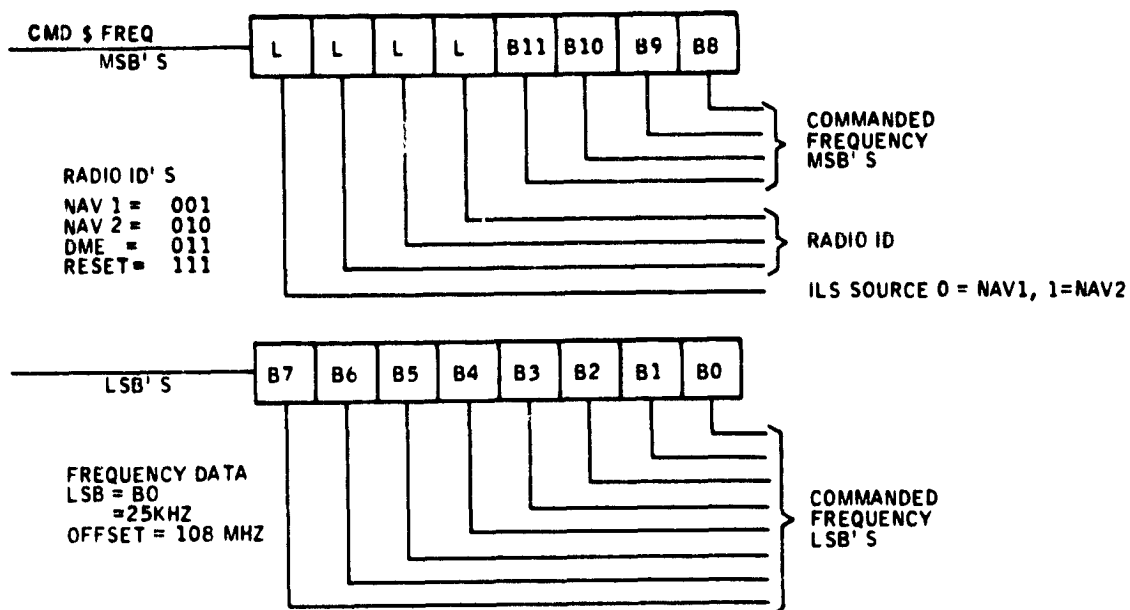 CMD $ FREQ
MSB'S
L L L L B11 B10 B9 B8
COMMANDED
FREQUENCY
MSB'S
RADIO ID'S
NAV 1 = 001
NAV 2 = 010
DME = 011
RESET = 111
RADIO ID
ILS SOURCE 0 = NAV1, 1=NAV2
LSB'S
B7 B6 B5 B4 B3 B2 B1 B0
FREQUENCY DATA
LSB = B0
=25KHZ
OFFSET = 108 MHZ
COMMANDED
FREQUENCY
LSB'S